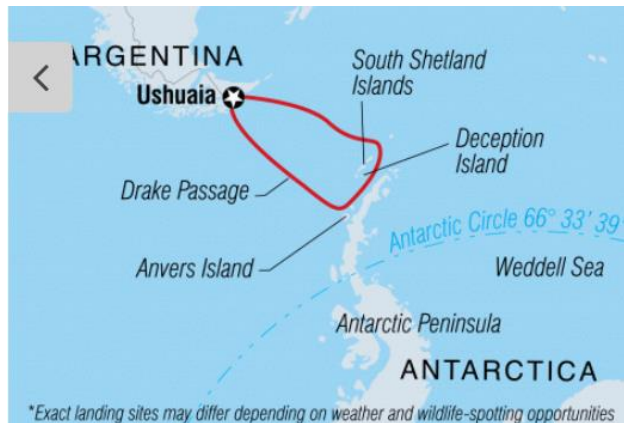 ARGENTINA
Ushuaia
South Shetland
Islands
Deception
Island
Drake Passage
Anvers Island
Antarctic Circle 66° 33’ 39”
Weddell Sea
Antarctic Peninsula
ANTARCTICA
*Exact landing sites may differ depending on weather and wildlife-spotting opportunities